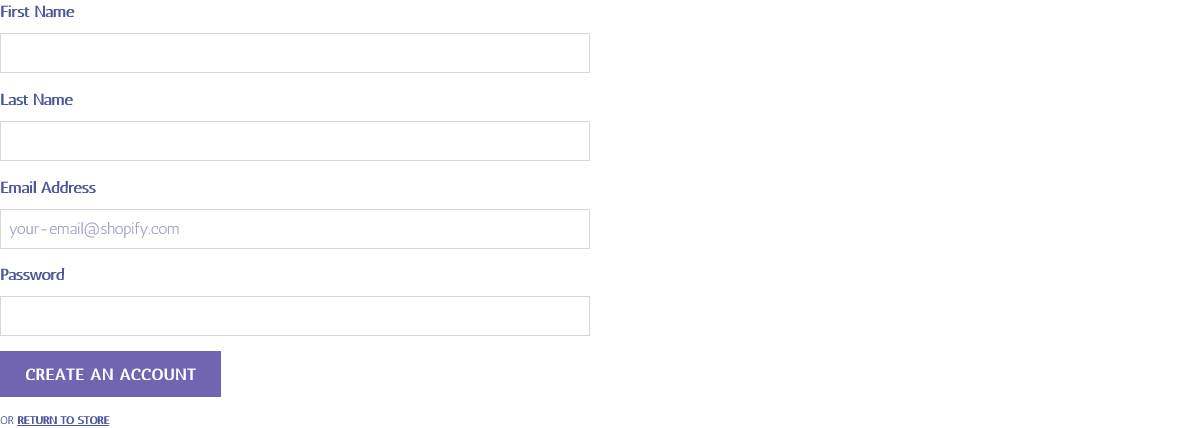 First Name
Last Name
Email Address
your-email@shopify.com
Password
CREATE AN ACCOUNT
OR RETURN TO STORE